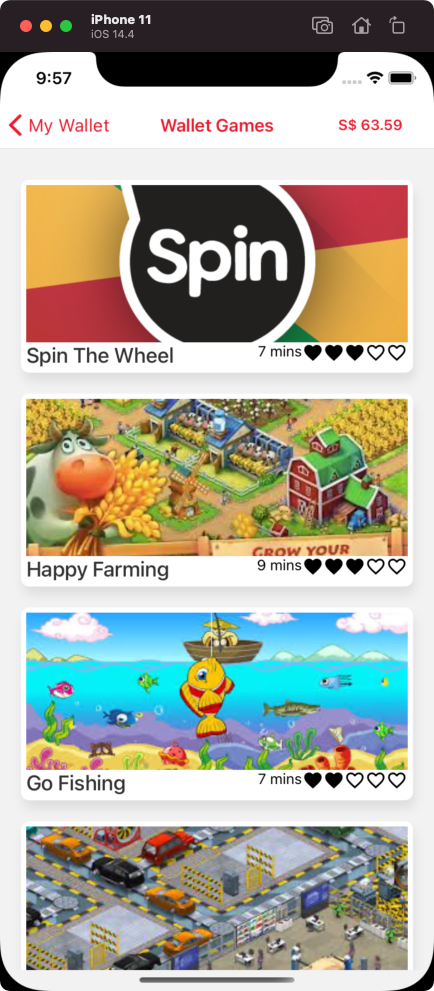 iPhone 11
iOS 14.4
9:57
My Wallet
Wallet Games
S$ 63.59
Spin
Spin The Wheel
7 mins
GROW YOUR
Happy Farming
9 mins
Go Fishing
7 mins